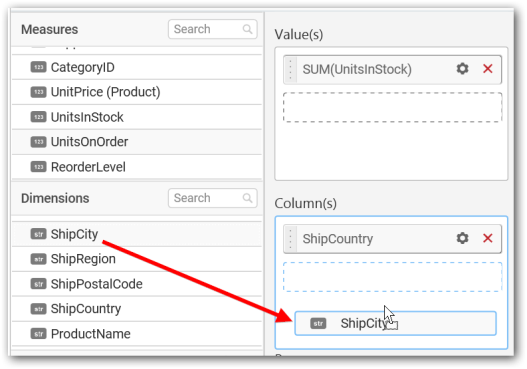 Measures
Search
123 CategoryID
123 UnitPrice (Product)
123 UnitsInStock
123 UnitsOnOrder
123 ReorderLevel
Dimensions
Search
str ShipCity
str ShipRegion
str ShipPostalCode
str ShipCountry
str ProductName
Value(s)
SUM(UnitsInStock)
Column(s)
ShipCountry
str ShipCity